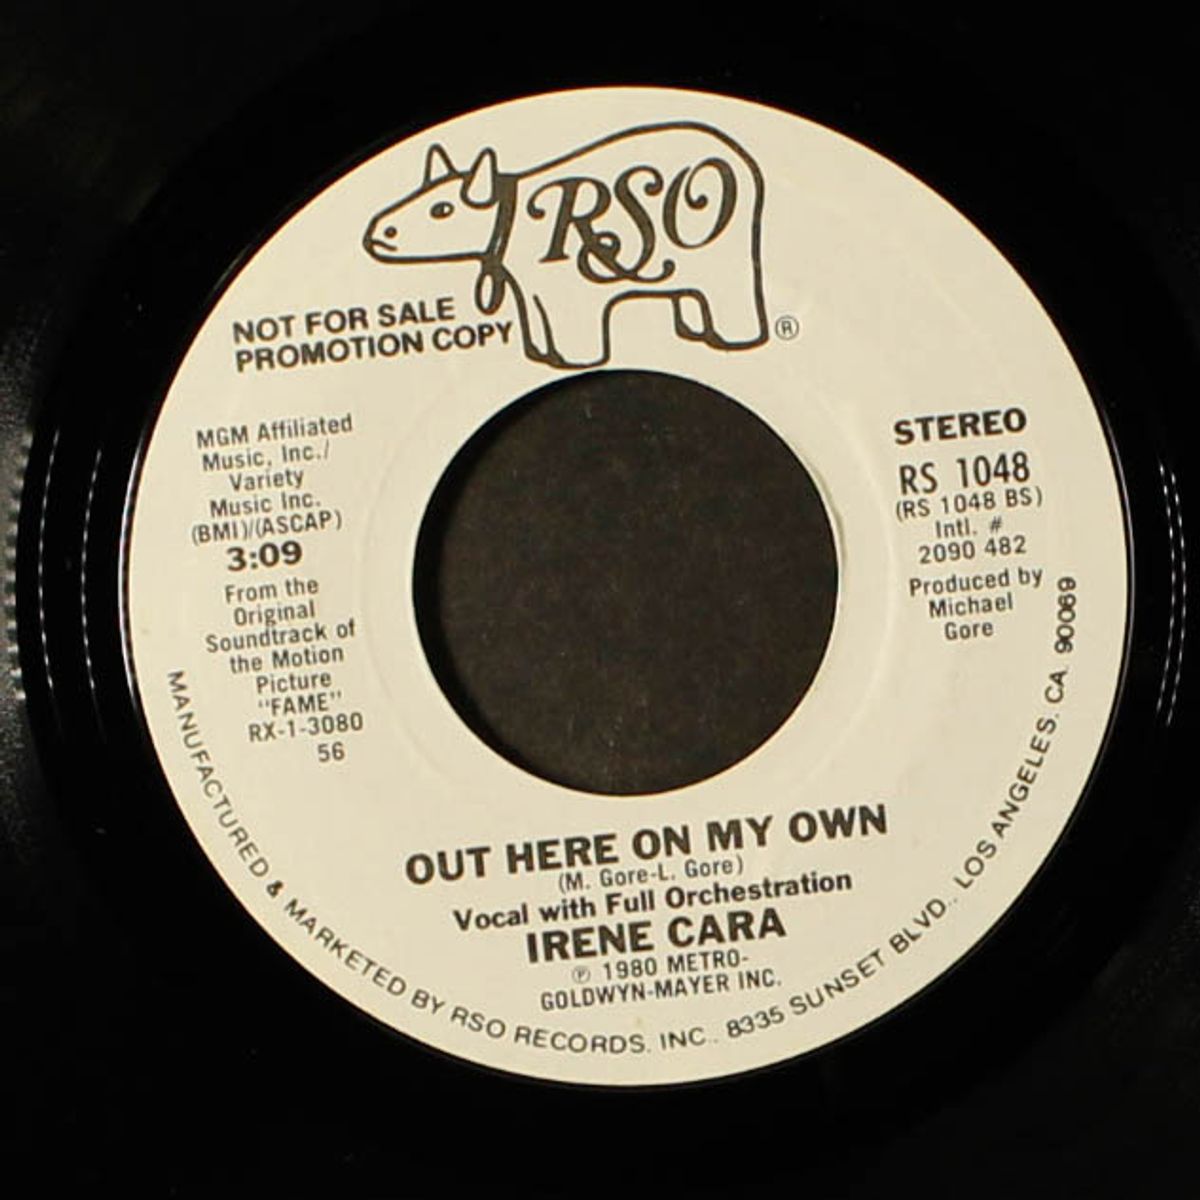 RSO
®
NOT FOR SALE
PROMOTION COPY
MGM Affiliated
Music, Inc./
Variety
Music Inc.
(BMI)/(ASCAP)
3:09
From the
Original
Soundtrack of
the Motion
Picture
"FAME"
RX-1-3080
56
STEREO
RS 1048
(RS 1048 BS)
Intl. #
2090 482
Produced by
Michael
Gore
OUT HERE ON MY OWN
(M. Gore-L. Gore)
Vocal with Full Orchestration
IRENE CARA
℗ 1980 METRO-
GOLDWYN-MAYER INC.
MANUFACTURED & MARKETED BY RSO RECORDS, INC., 8335 SUNSET BLVD., LOS ANGELES, CA. 90069